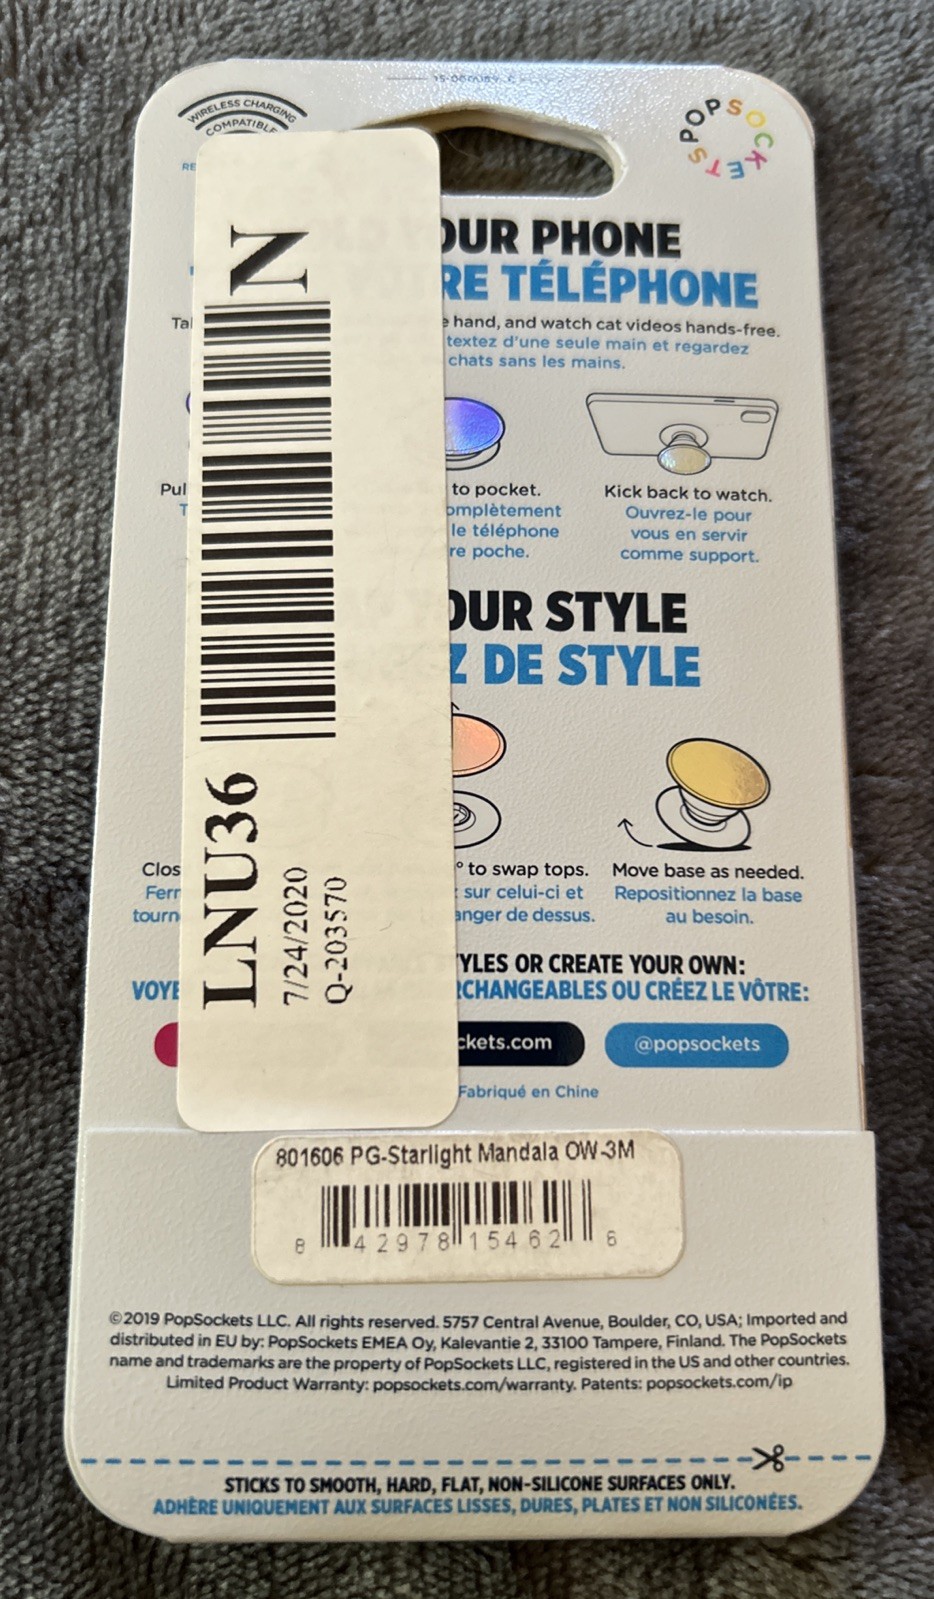 WIRELESS CHARGING
COMPATIBLE
POPSOCKETS
RE
OUR PHONE
RE TÉLÉPHONE
Tal
e hand, and watch cat videos hands-free.
textez d'une seule main et regardez
chats sans les mains.
Pul
T
to pocket.
omplètement
le téléphone
re poche.
Kick back to watch.
Ouvrez-le pour
vous en servir
comme support.
OUR STYLE
Z DE STYLE
Clos
Ferr
tourn
° to swap tops.
sur celui-ci et
anger de dessus.
Move base as needed.
Repositionnez la base
au besoin.
YLES OR CREATE YOUR OWN:
VOYE
RCHANGEABLES OU CRÉEZ LE VÔTRE:
ckets.com
@popsockets
Fabriqué en Chine
N
LNU36
7/24/2020
Q-203570
801606 PG-Starlight Mandala OW-3M
8 42978 15462 6
©2019 PopSockets LLC. All rights reserved. 5757 Central Avenue, Boulder, CO, USA; Imported and
distributed in EU by: PopSockets EMEA Oy, Kalevantie 2, 33100 Tampere, Finland. The PopSockets
name and trademarks are the property of PopSockets LLC, registered in the US and other countries.
Limited Product Warranty: popsockets.com/warranty. Patents: popsockets.com/ip
STICKS TO SMOOTH, HARD, FLAT, NON-SILICONE SURFACES ONLY.
ADHÈRE UNIQUEMENT AUX SURFACES LISSES, DURES, PLATES ET NON SILICONÉES.